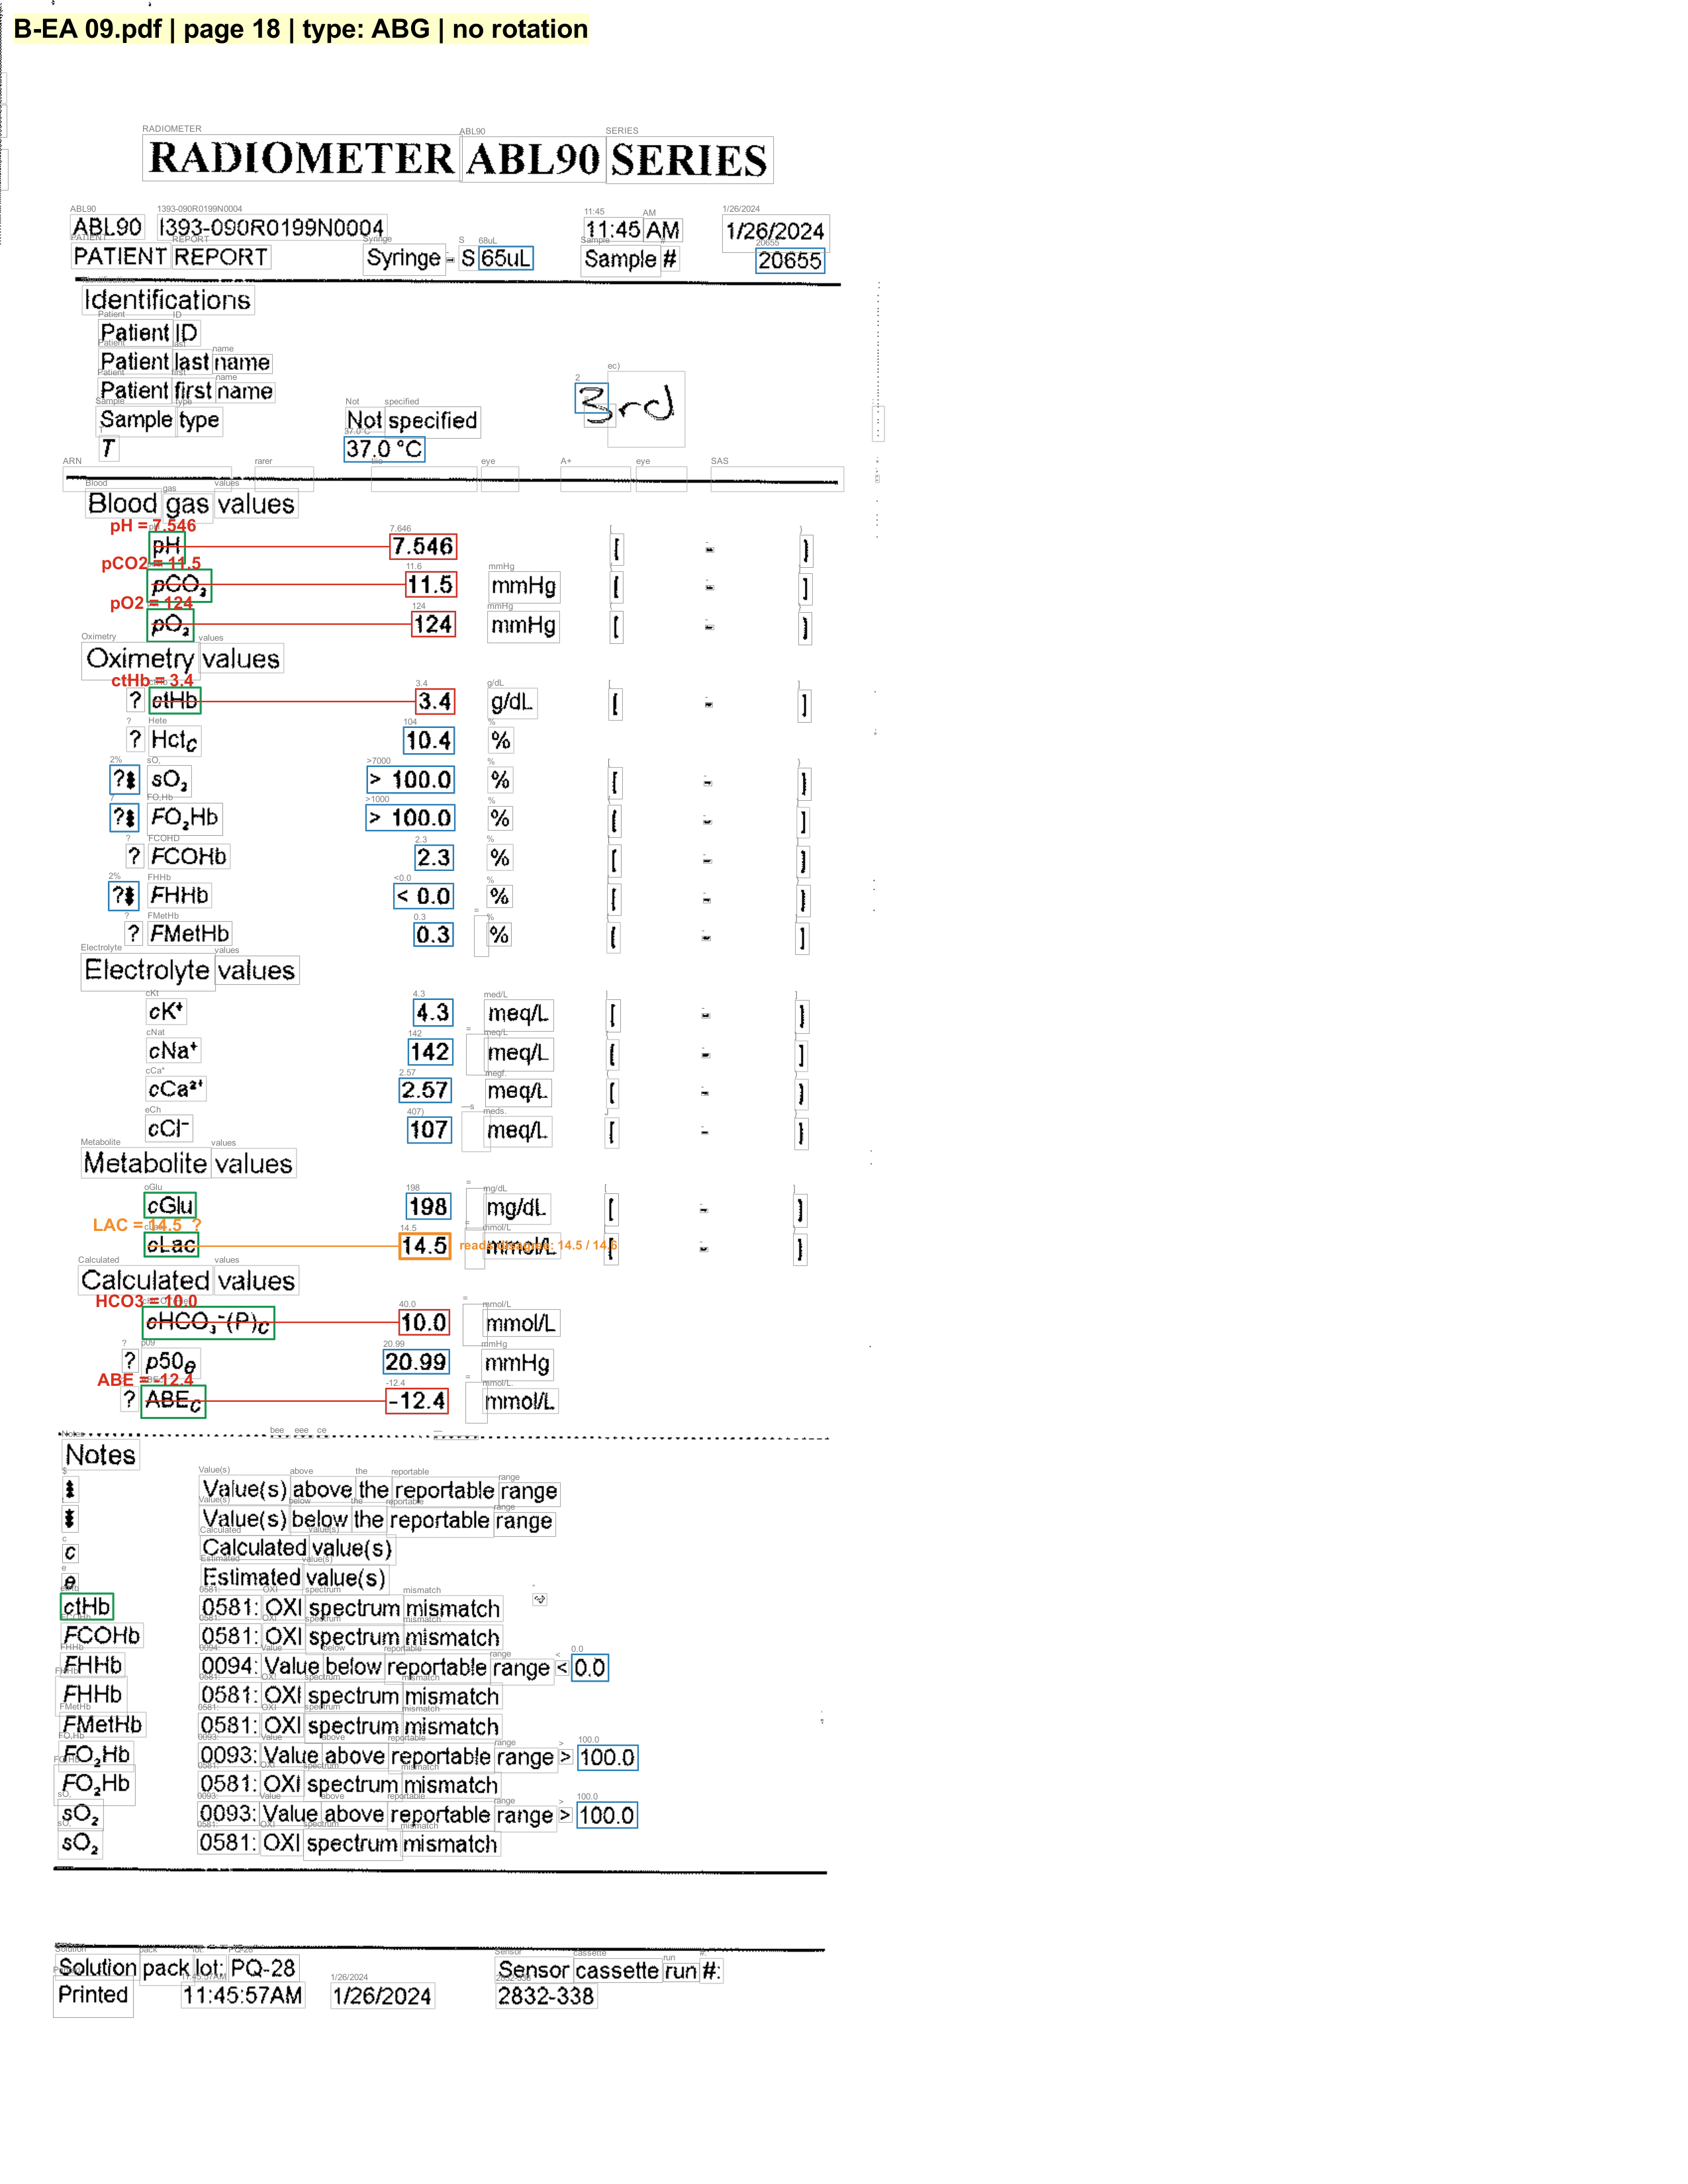 B-EA 09.pdf | page 18 | type: ABG | no rotation
RADIOMETER ABL90 SERIES
ABL90 I393-090R0199N0004 11:45 AM 1/26/2024
PATIENT REPORT Syringe - S 65uL Sample # 20655
Identifications
Patient ID
Patient last name
Patient first name
Sample type Not specified
3rd
T 37.0 °C
Blood gas values
pH = 7.546
pH 7.546 [ - ]
pCO2 = 11.5
pCO₂ 11.5 mmHg [ - ]
pO2 = 124
pO₂ 124 mmHg [ - ]
Oximetry values
ctHb = 3.4
? ctHb 3.4 g/dL [ - ]
? Hctc 10.4 %
?⇞ sO₂ > 100.0 % [ - ]
?⇞ FO₂Hb > 100.0 % [ - ]
? FCOHb 2.3 % [ - ]
?⇟ FHHb < 0.0 % [ - ]
? FMetHb 0.3 % [ - ]
Electrolyte values
cK⁺ 4.3 meq/L [ - ]
cNa⁺ 142 meq/L [ - ]
cCa²⁺ 2.57 meq/L [ - ]
cCl⁻ 107 meq/L [ - ]
Metabolite values
cGlu 198 mg/dL [ - ]
LAC = 14.5 ?
cLac 14.5 mmol/L [ - ]
reads disagree: 14.5 / 14.6
Calculated values
HCO3 = 10.0
cHCO₃⁻(P)c 10.0 mmol/L
? p50e 20.99 mmHg
ABE = -12.4
? ABEc -12.4 mmol/L
Notes
⇞ Value(s) above the reportable range
⇟ Value(s) below the reportable range
c Calculated value(s)
e Estimated value(s)
ctHb 0581: OXI spectrum mismatch
FCOHb 0581: OXI spectrum mismatch
FHHb 0094: Value below reportable range < 0.0
FHHb 0581: OXI spectrum mismatch
FMetHb 0581: OXI spectrum mismatch
FO₂Hb 0093: Value above reportable range > 100.0
FO₂Hb 0581: OXI spectrum mismatch
sO₂ 0093: Value above reportable range > 100.0
sO₂ 0581: OXI spectrum mismatch
Solution pack lot: PQ-28 Sensor cassette run #:
Printed 11:45:57AM 1/26/2024 2832-338